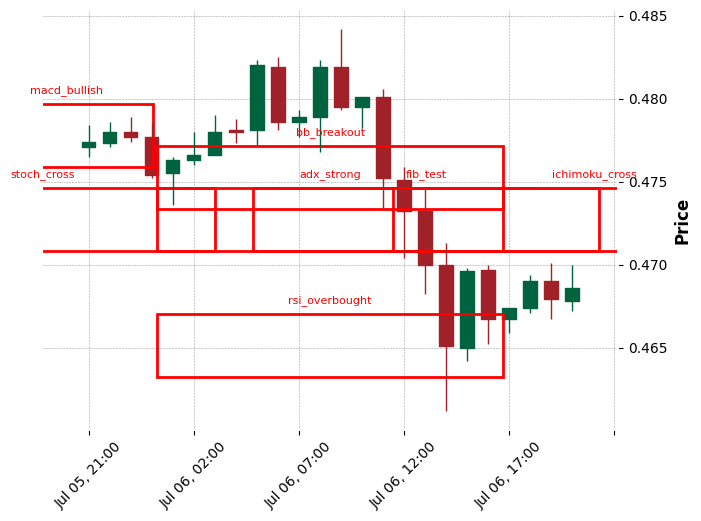 0.485
macd_bullish
0.480
bb_breakout
stoch_cross
adx_strong
fib_test
ichimoku_cross
0.475
Price
0.470
rsi_overbought
0.465
Jul 05, 21:00
Jul 06, 02:00
Jul 06, 07:00
Jul 06, 12:00
Jul 06, 17:00